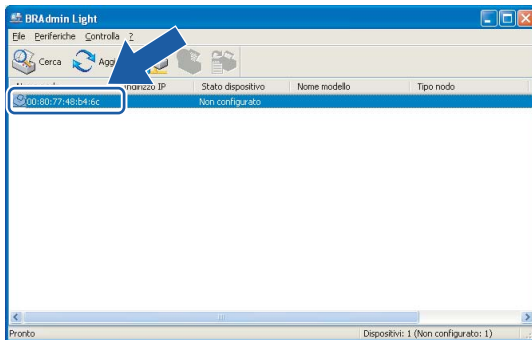 BRAdmin Light
File Periferiche Controlla ?
Cerca
Indirizzo IP Stato dispositivo Nome modello Tipo nodo
00:80:77:48:b4:6c Non configurato
Pronto Dispositivi: 1 (Non configurato: 1)